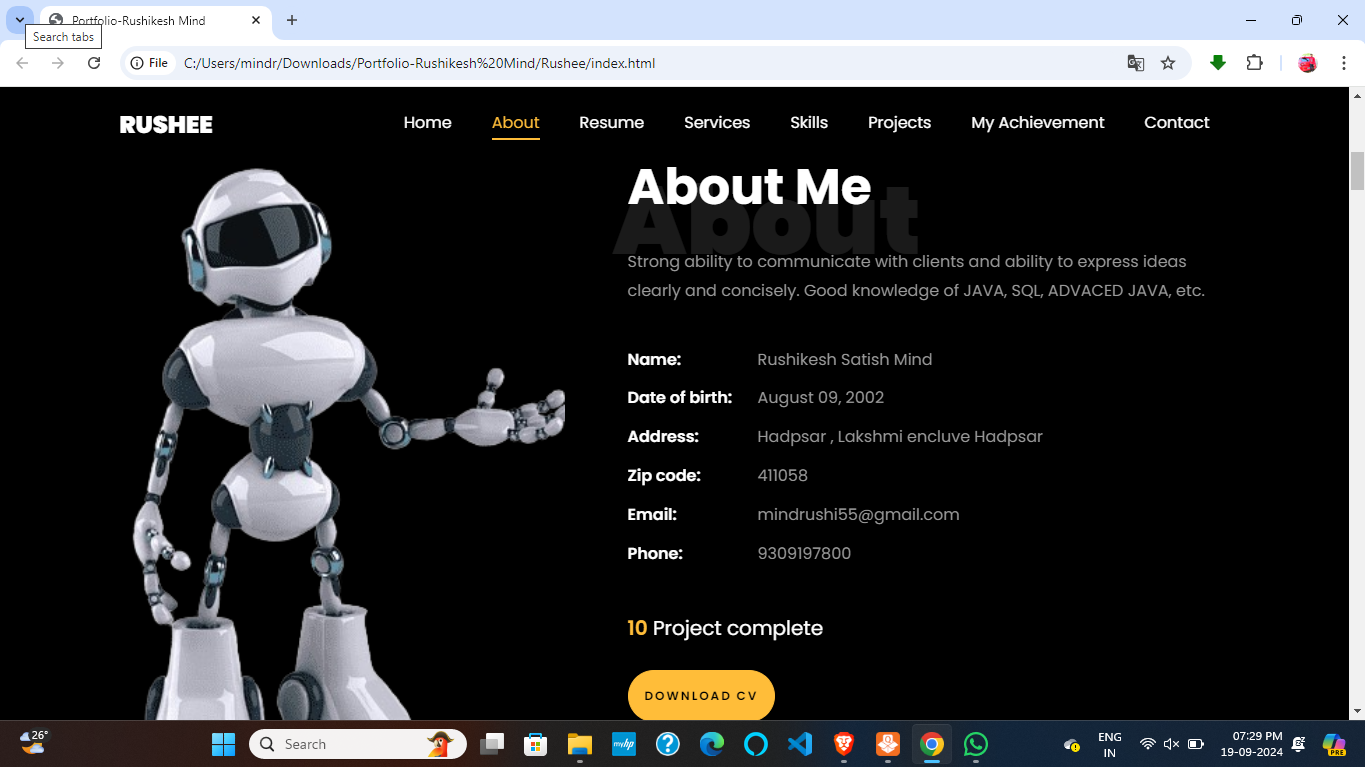 Portfolio-Rushikesh Mind
Search tabs
File C:/Users/mindr/Downloads/Portfolio-Rushikesh%20Mind/Rushee/index.html
RUSHEE Home About Resume Services Skills Projects My Achievement Contact
About
About Me
Strong ability to communicate with clients and ability to express ideas
clearly and concisely. Good knowledge of JAVA, SQL, ADVACED JAVA, etc.
Name: Rushikesh Satish Mind
Date of birth: August 09, 2002
Address: Hadpsar , Lakshmi encluve Hadpsar
Zip code: 411058
Email: mindrushi55@gmail.com
Phone: 9309197800
10 Project complete
DOWNLOAD CV
26° Search myhp ENG 07:29 PM
IN 19-09-2024 PRE